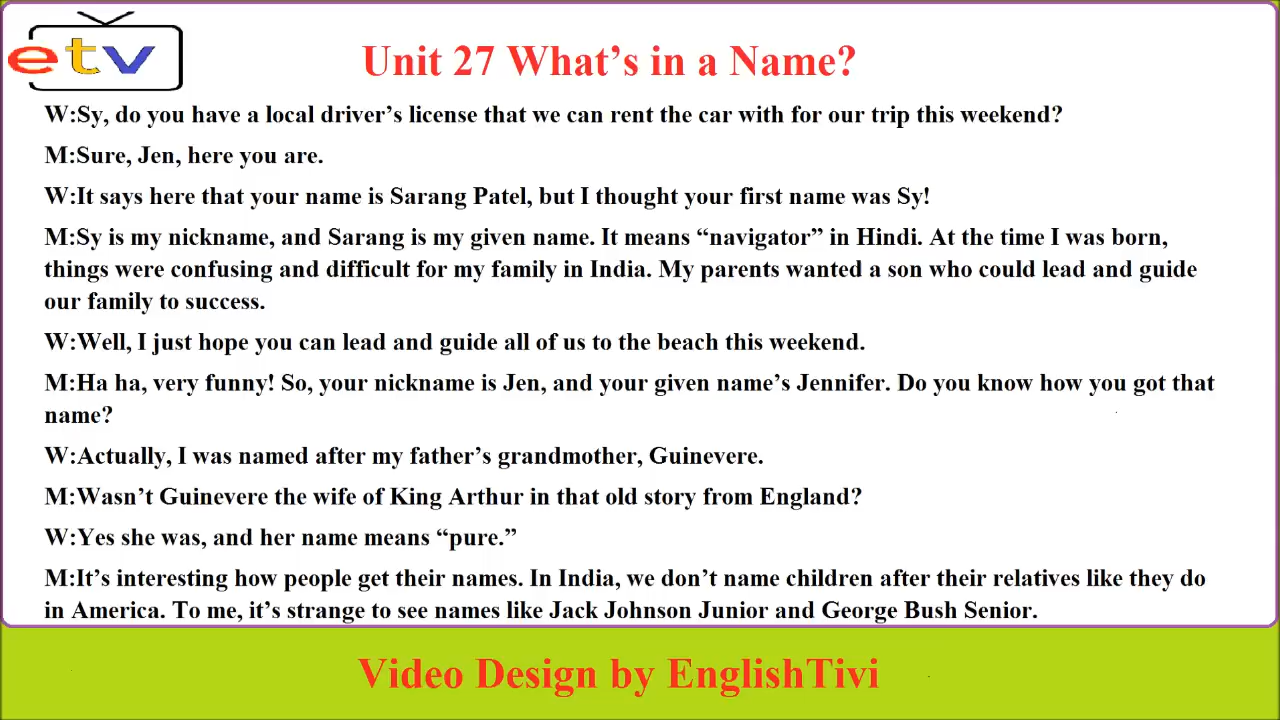 etv
Unit 27 What’s in a Name?
W:Sy, do you have a local driver’s license that we can rent the car with for our trip this weekend?
M:Sure, Jen, here you are.
W:It says here that your name is Sarang Patel, but I thought your first name was Sy!
M:Sy is my nickname, and Sarang is my given name. It means “navigator” in Hindi. At the time I was born,
things were confusing and difficult for my family in India. My parents wanted a son who could lead and guide
our family to success.
W:Well, I just hope you can lead and guide all of us to the beach this weekend.
M:Ha ha, very funny! So, your nickname is Jen, and your given name’s Jennifer. Do you know how you got that
name?
W:Actually, I was named after my father’s grandmother, Guinevere.
M:Wasn’t Guinevere the wife of King Arthur in that old story from England?
W:Yes she was, and her name means “pure.”
M:It’s interesting how people get their names. In India, we don’t name children after their relatives like they do
in America. To me, it’s strange to see names like Jack Johnson Junior and George Bush Senior.
Video Design by EnglishTivi